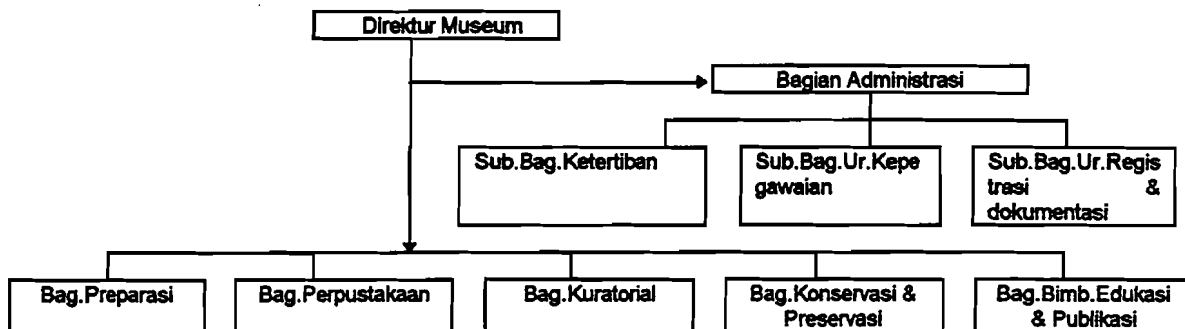 Direktur Museum
Bagian Administrasi
Sub.Bag.Ketertiban
Sub.Bag.Ur.Kepe
gawaian
Sub.Bag.Ur.Regis
trasi &
dokumentasi
Bag.Preparasi
Bag.Perpustakaan
Bag.Kuratorial
Bag.Konservasi &
Preservasi
Bag.Bimb.Edukasi
& Publikasi